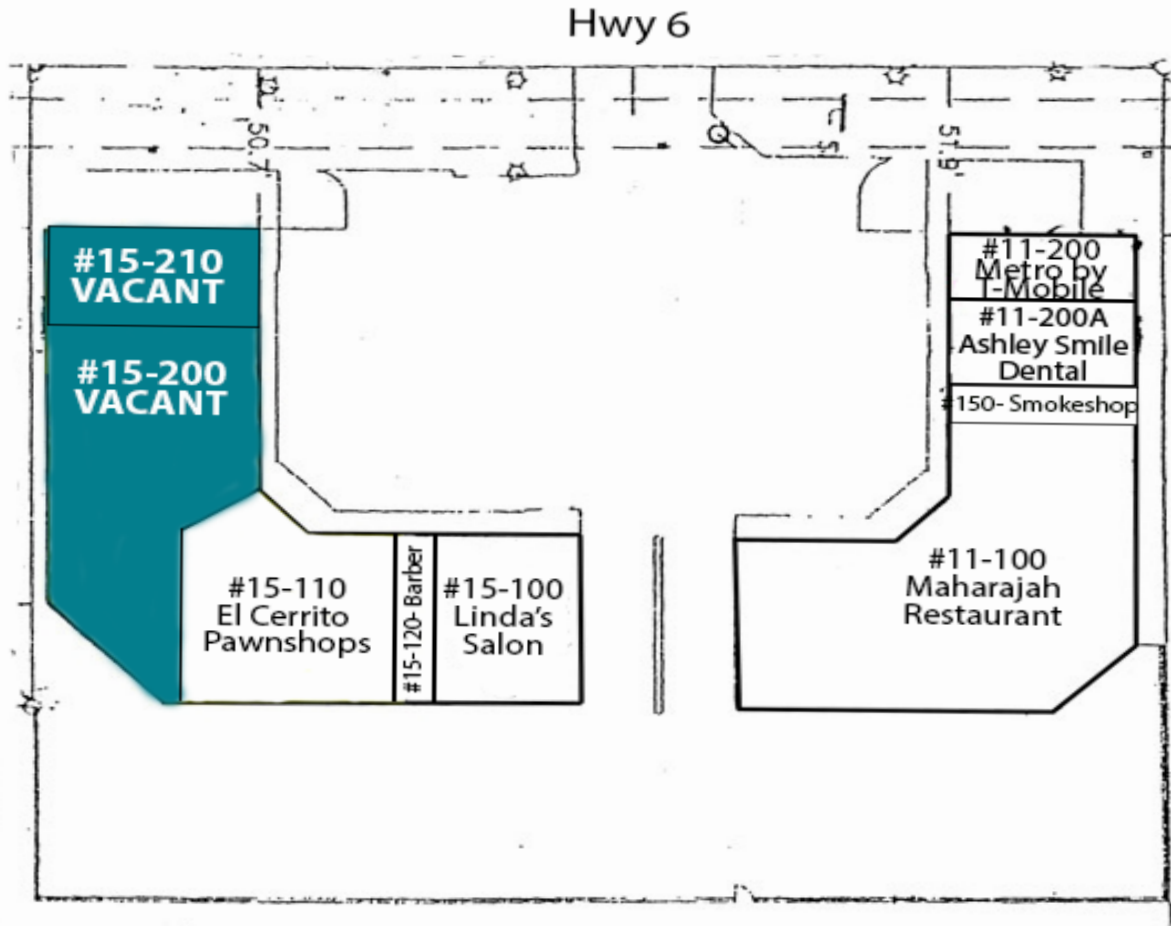 Hwy 6
50.7'
51.9'
#15-210
VACANT
#15-200
VACANT
#11-200
Metro by
T-Mobile
#11-200A
Ashley Smile
Dental
#150- Smokeshop
#15-110
El Cerrito
Pawnshops
#15-120- Barber
#15-100
Linda's
Salon
#11-100
Maharajah
Restaurant